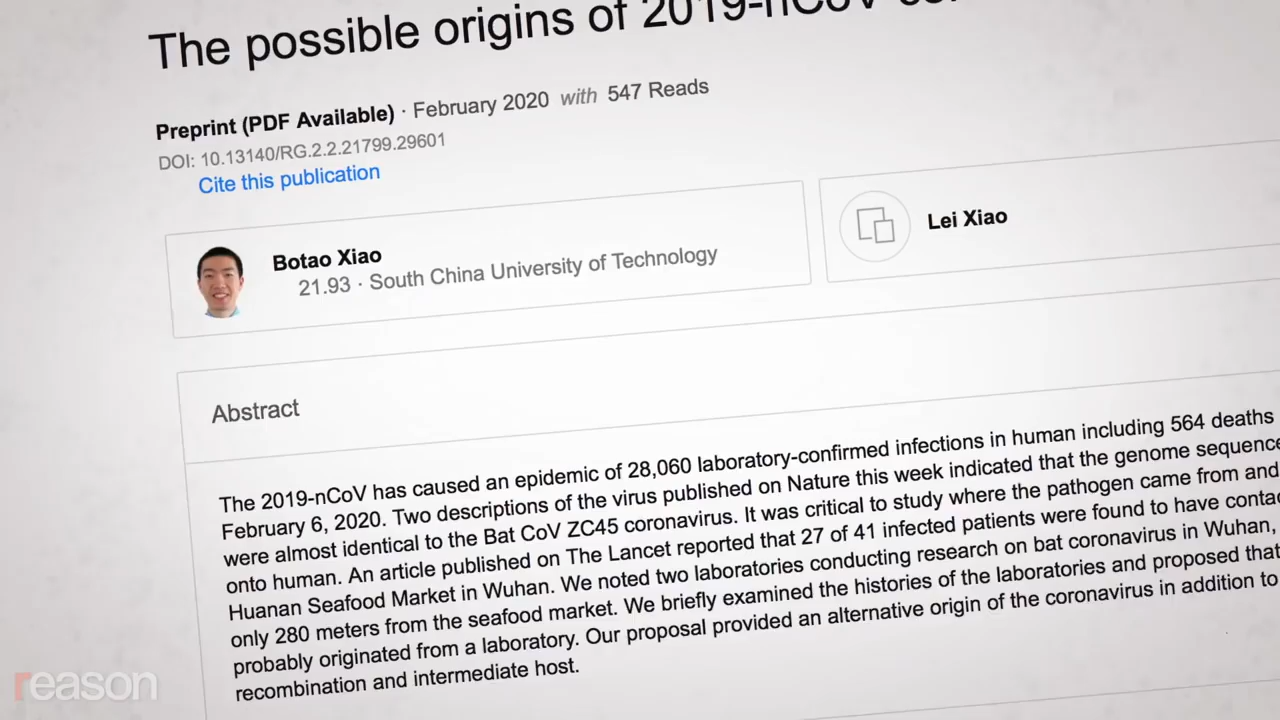 The possible origins of 2019-nCoV
Preprint (PDF Available) · February 2020 with 547 Reads
DOI: 10.13140/RG.2.2.21799.29601
Cite this publication
Botao Xiao
21.93 · South China University of Technology
Lei Xiao
Abstract
The 2019-nCoV has caused an epidemic of 28,060 laboratory-confirmed infections in human including 564 deaths
February 6, 2020. Two descriptions of the virus published on Nature this week indicated that the genome sequence
were almost identical to the Bat CoV ZC45 coronavirus. It was critical to study where the pathogen came from and
onto human. An article published on The Lancet reported that 27 of 41 infected patients were found to have contac
Huanan Seafood Market in Wuhan. We noted two laboratories conducting research on bat coronavirus in Wuhan,
only 280 meters from the seafood market. We briefly examined the histories of the laboratories and proposed that
probably originated from a laboratory. Our proposal provided an alternative origin of the coronavirus in addition to
recombination and intermediate host.
reason